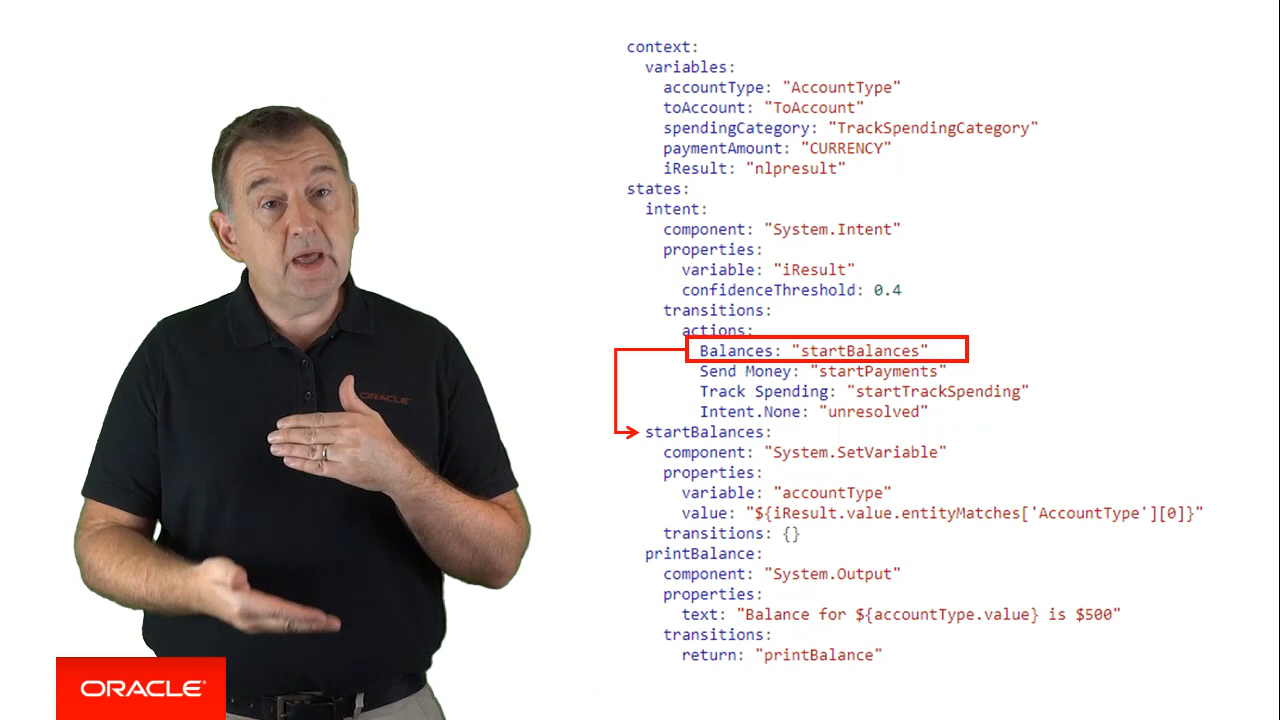 context:
variables:
accountType: "AccountType"
toAccount: "ToAccount"
spendingCategory: "TrackSpendingCategory"
paymentAmount: "CURRENCY"
iResult: "nlpresult"
states:
intent:
component: "System.Intent"
properties:
variable: "iResult"
confidenceThreshold: 0.4
transitions:
actions:
Balances: "startBalances"
Send Money: "startPayments"
Track Spending: "startTrackSpending"
Intent.None: "unresolved"
startBalances:
component: "System.SetVariable"
properties:
variable: "accountType"
value: "${iResult.value.entityMatches['AccountType'][0]}"
transitions: {}
printBalance:
component: "System.Output"
properties:
text: "Balance for ${accountType.value} is $500"
transitions:
return: "printBalance"
ORACLE
ORACLE®